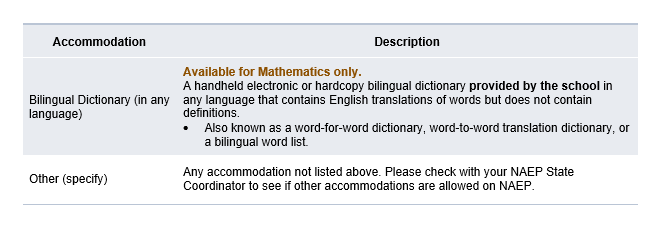 Accommodation Description
Available for Mathematics only.
A handheld electronic or hardcopy bilingual dictionary provided by the school in
Bilingual Dictionary (in any
language)
any language that contains English translations of words but does not contain
definitions.
• Also known as a word-for-word dictionary, word-to-word translation dictionary, or
a bilingual word list.
Other (specify)
Any accommodation not listed above. Please check with your NAEP State
Coordinator to see if other accommodations are allowed on NAEP.